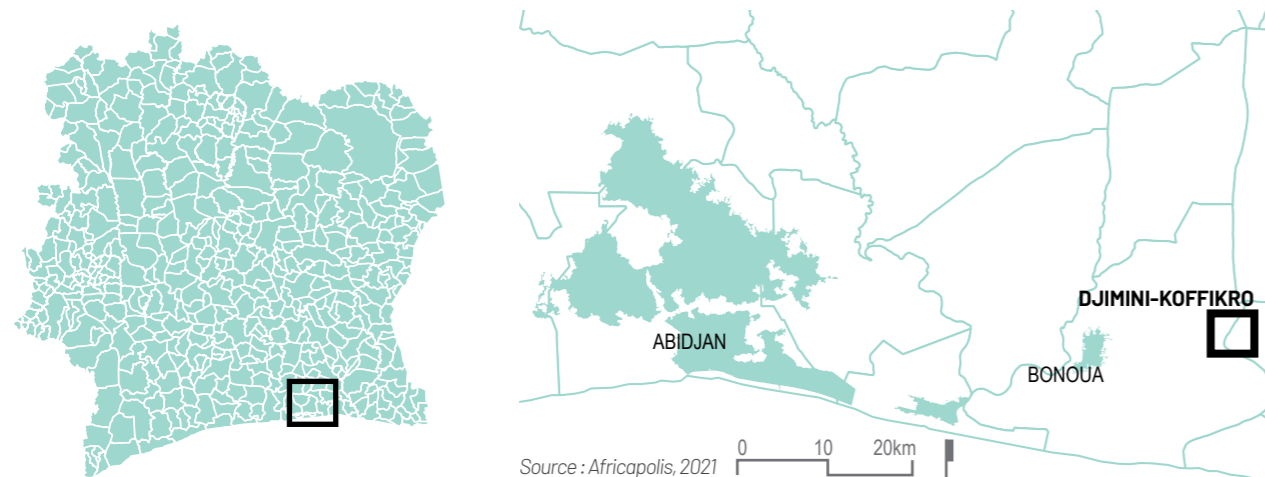 DJIMINI-KOFFIKRO
ABIDJAN
BONOUA
0 10 20km
Source : Africapolis, 2021